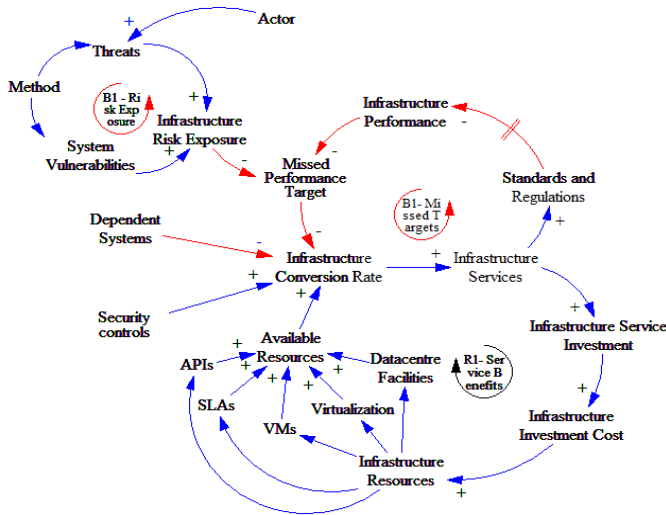 Actor
Threats
Method
B1 - Ri
sk Exp
osure
Infrastructure
Risk Exposure
System
Vulnerabilities
Infrastructure
Performance
Missed
Performance
Target
Standards and
Regulations
B1- Mi
ssed T
argets
Dependent
Systems
Infrastructure
Conversion Rate
Infrastructure
Services
Security
controls
Infrastructure Service
Investment
Available
Resources
APIs
Datacentre
Facilities
R1- Ser
vice B
enefits
SLAs
Virtualization
VMs
Infrastructure
Investment Cost
Infrastructure
Resources